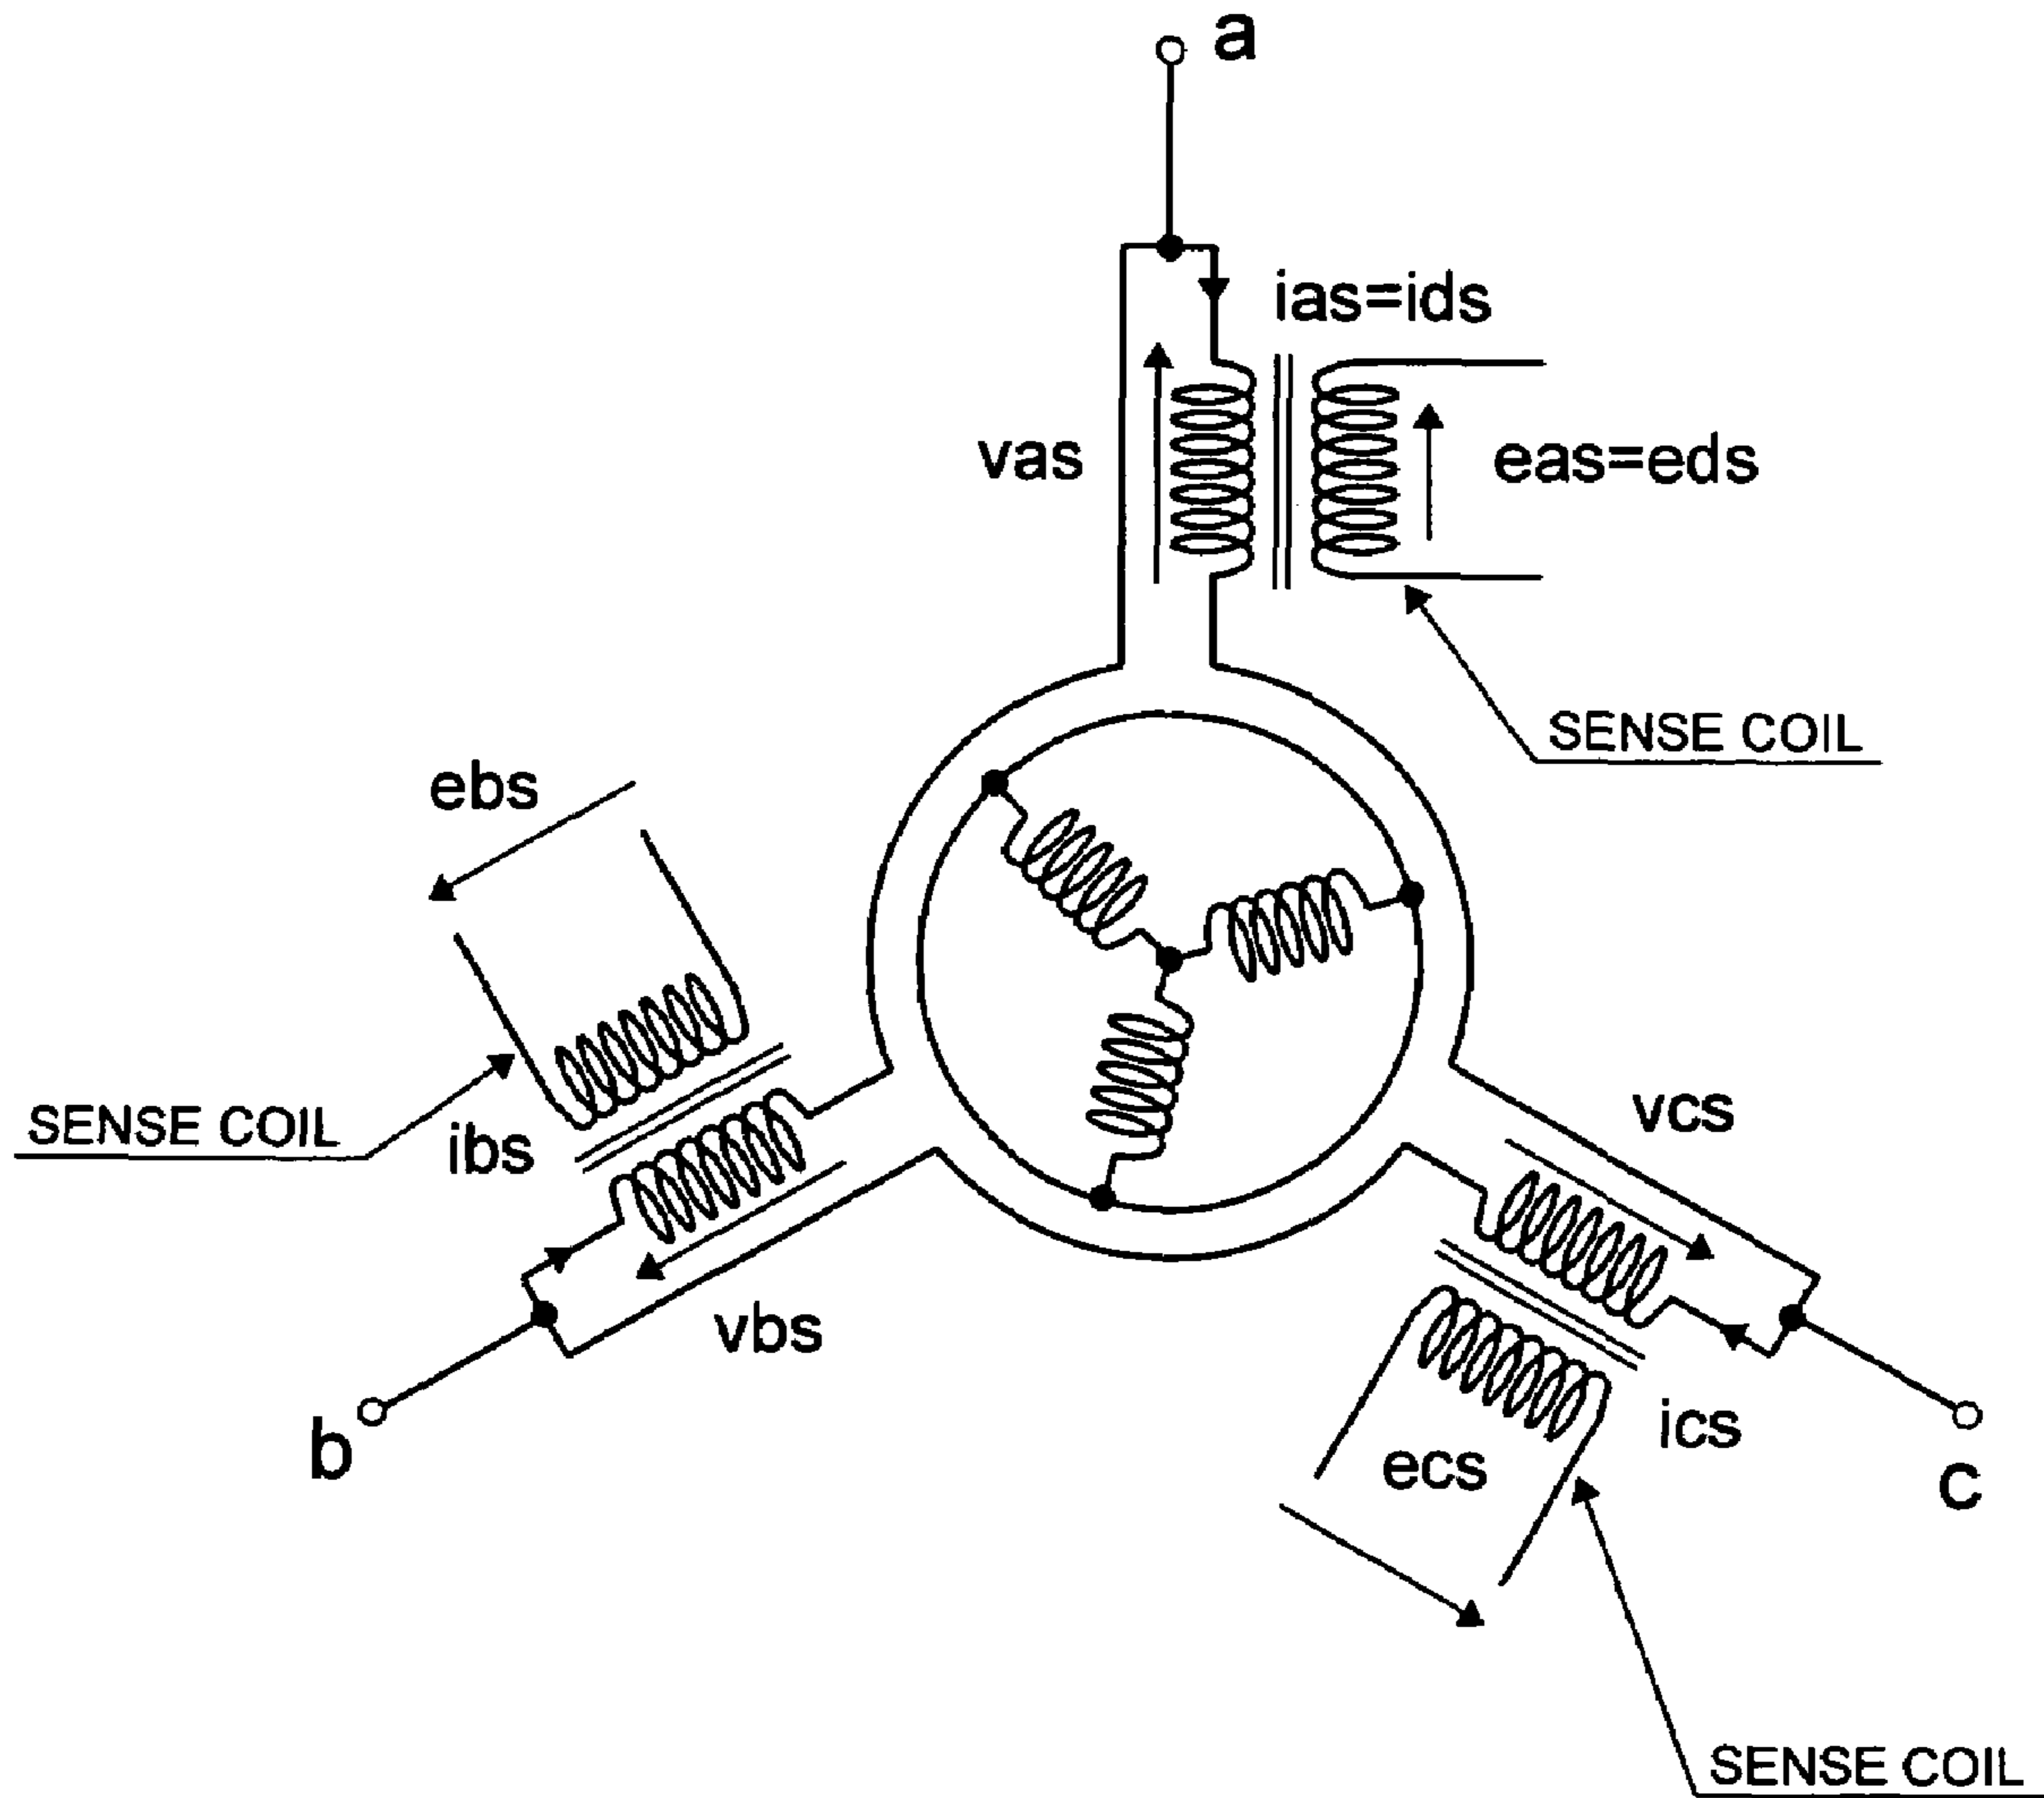 a
ias=ids
vas
eas=eds
SENSE COIL
ebs
SENSE COIL
ibs
vcs
vbs
b
ics
ecs
c
SENSE COIL